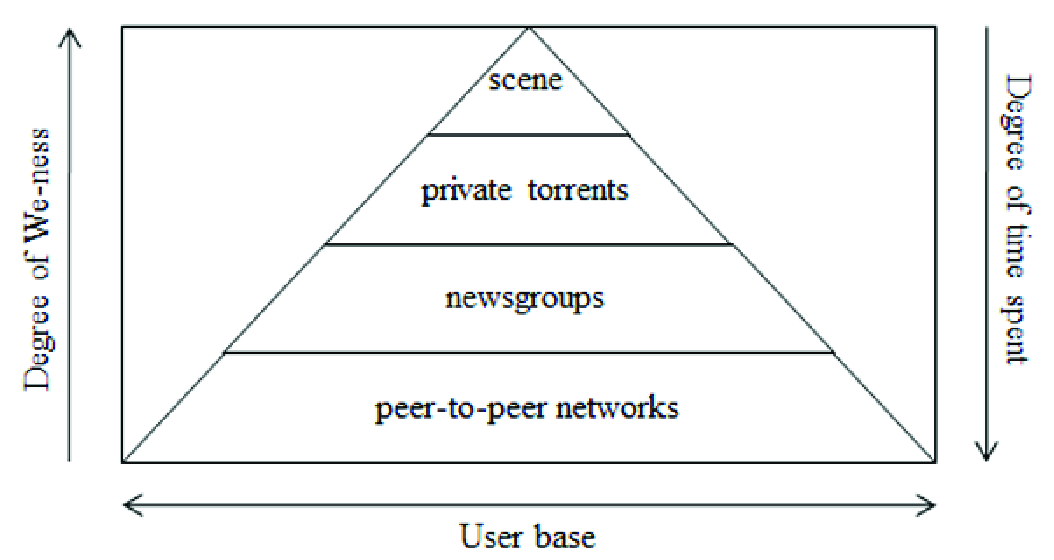 scene
private torrents
newsgroups
peer-to-peer networks
Degree of We-ness
Degree of time spent
User base